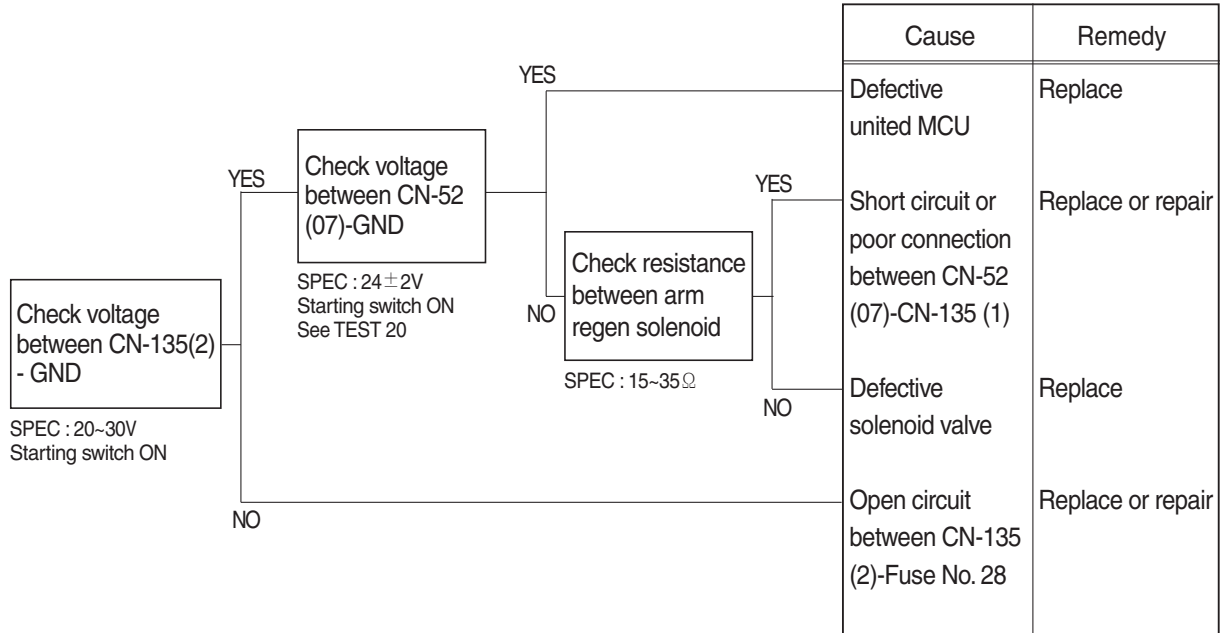 Cause
Remedy
YES
Defective
united MCU
Replace
Check voltage
between CN-52
(07)-GND
YES
SPEC : 24±2V
Starting switch ON
See TEST 20
YES
Short circuit or
poor connection
between CN-52
(07)-CN-135 (1)
Replace or repair
Check resistance
between arm
regen solenoid
NO
SPEC : 15~35Ω
Check voltage
between CN-135(2)
- GND
SPEC : 20~30V
Starting switch ON
NO
Defective
solenoid valve
Replace
NO
Open circuit
between CN-135
(2)-Fuse No. 28
Replace or repair